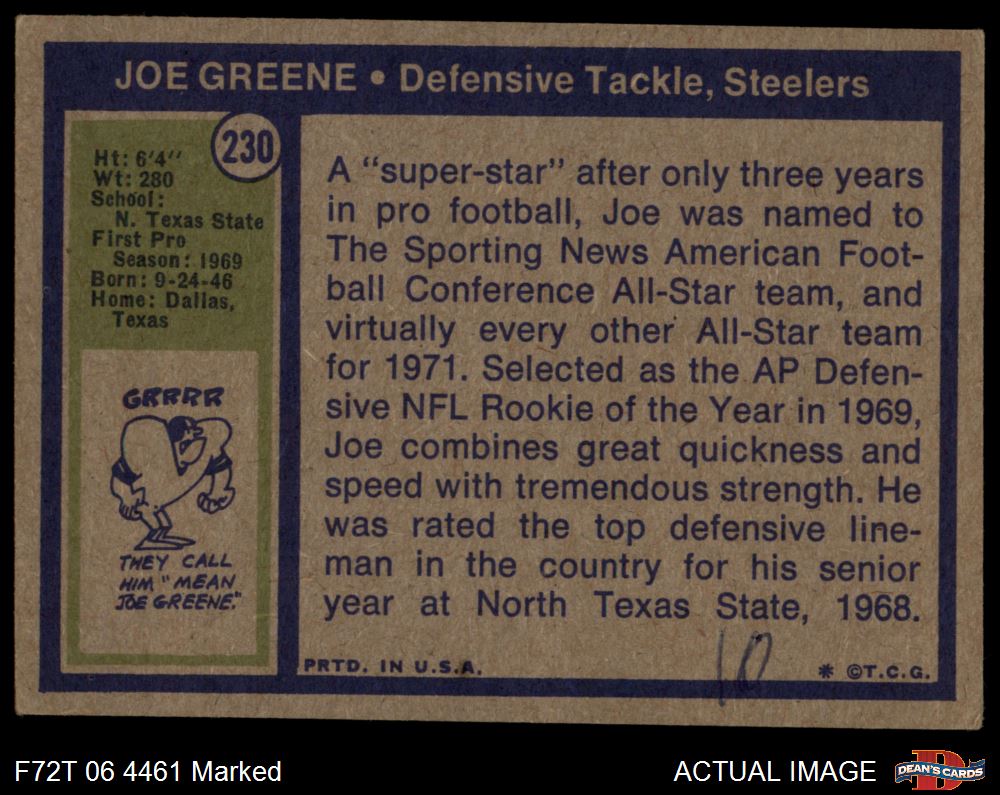 JOE GREENE • Defensive Tackle, Steelers
230
Ht: 6'4''
Wt: 280
School:
N. Texas State
First Pro
Season: 1969
Born: 9-24-46
Home: Dallas,
Texas
GRRRR
THEY CALL
HIM "MEAN
JOE GREENE."
A “super-star” after only three years
in pro football, Joe was named to
The Sporting News American Foot-
ball Conference All-Star team, and
virtually every other All-Star team
for 1971. Selected as the AP Defen-
sive NFL Rookie of the Year in 1969,
Joe combines great quickness and
speed with tremendous strength. He
was rated the top defensive line-
man in the country for his senior
year at North Texas State, 1968.
10
PRTD. IN U.S.A.
* ©T.C.G.
F72T 06 4461 Marked
ACTUAL IMAGE
DEAN'S CARDS